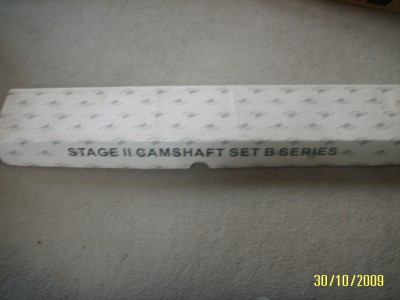 STAGE II CAMSHAFT SET B SERIES
30/10/2009